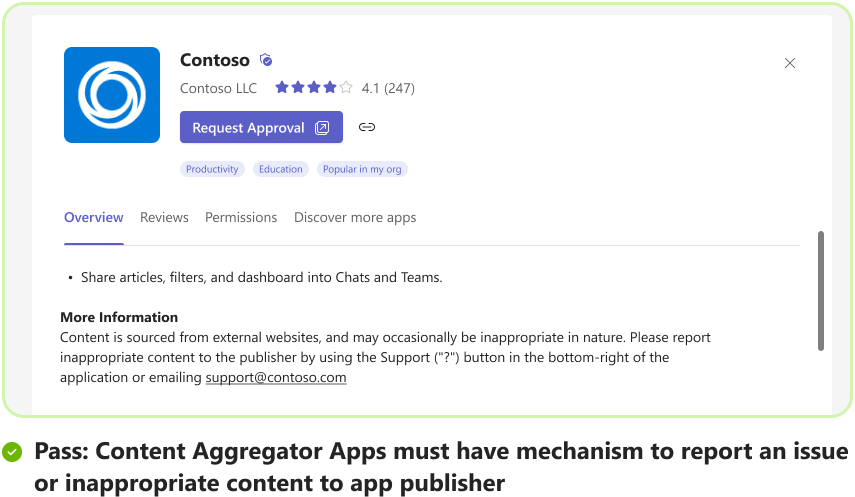 Contoso
Contoso LLC 4.1 (247)
Request Approval
Productivity Education Popular in my org
Overview Reviews Permissions Discover more apps
• Share articles, filters, and dashboard into Chats and Teams.
More Information
Content is sourced from external websites, and may occasionally be inappropriate in nature. Please report
inappropriate content to the publisher by using the Support ("?") button in the bottom-right of the
application or emailing support@contoso.com
Pass: Content Aggregator Apps must have mechanism to report an issue
or inappropriate content to app publisher